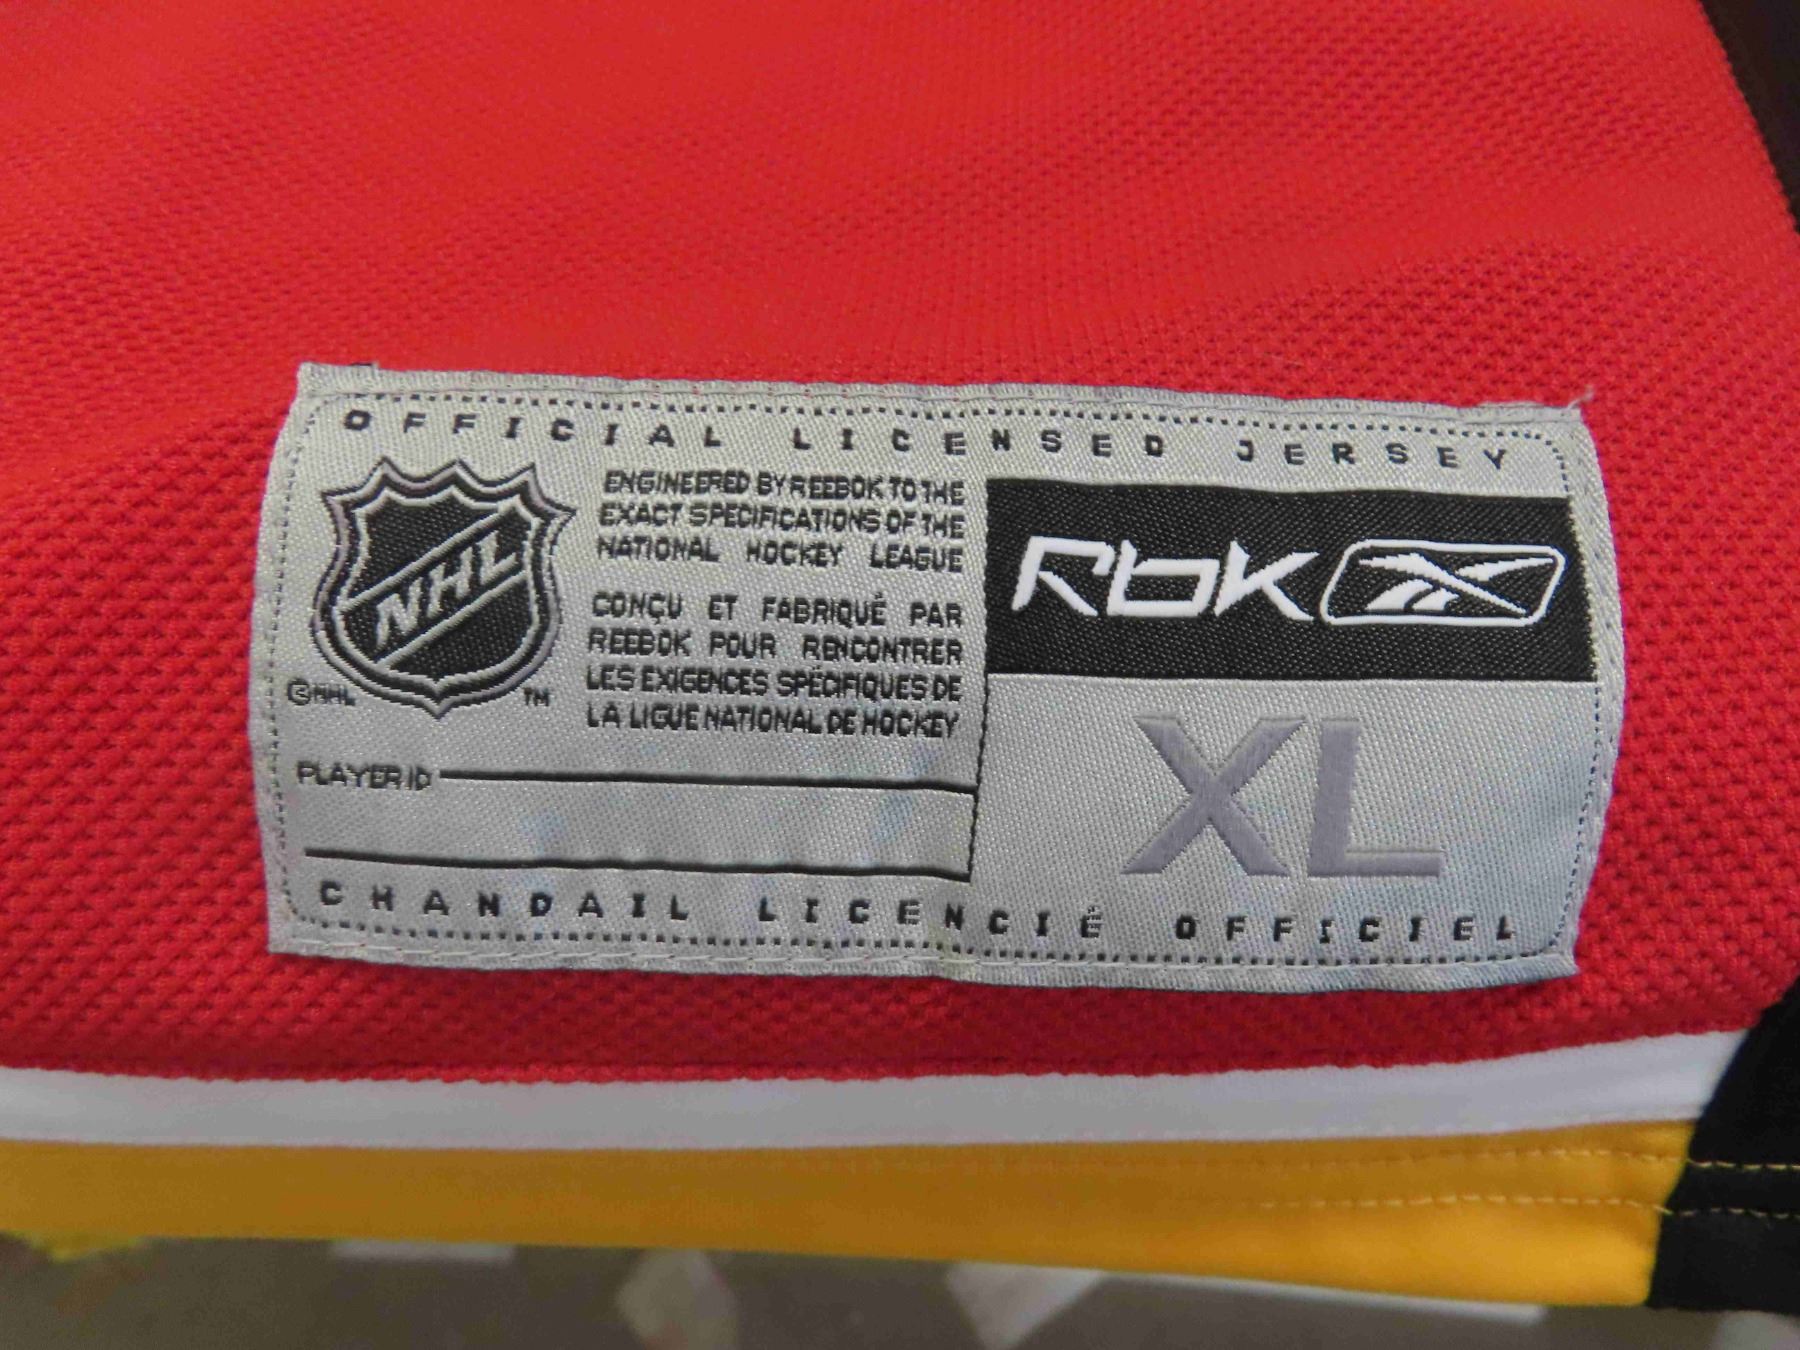 OFFICIAL LICENSED JERSEY
NHL
©NHL
TM
ENGINEERED BY REEBOK TO THE
EXACT SPECIFICATIONS OF THE
NATIONAL HOCKEY LEAGUE
CONÇU ET FABRIQUÉ PAR
REEBOK POUR RENCONTRER
LES EXIGENCES SPÉCIFIQUES DE
LA LIGUE NATIONAL DE HOCKEY
Rbk
XL
PLAYER ID
CHANDAIL LICENCIÉ OFFICIEL